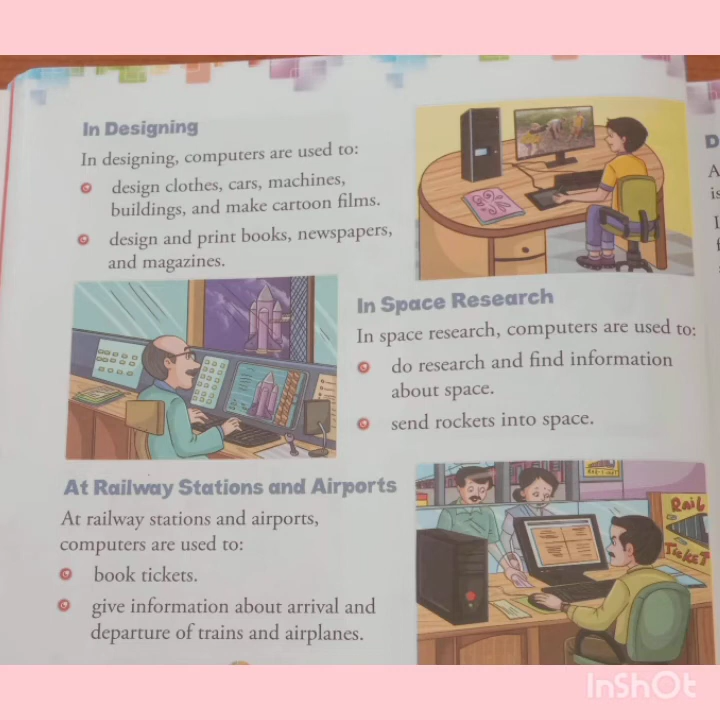 In Designing
In designing, computers are used to:
design clothes, cars, machines,
buildings, and make cartoon films.
design and print books, newspapers,
and magazines.
In Space Research
In space research, computers are used to:
do research and find information
about space.
send rockets into space.
At Railway Stations and Airports
At railway stations and airports,
computers are used to:
book tickets.
give information about arrival and
departure of trains and airplanes.
RaiL
TickeT
InShOt